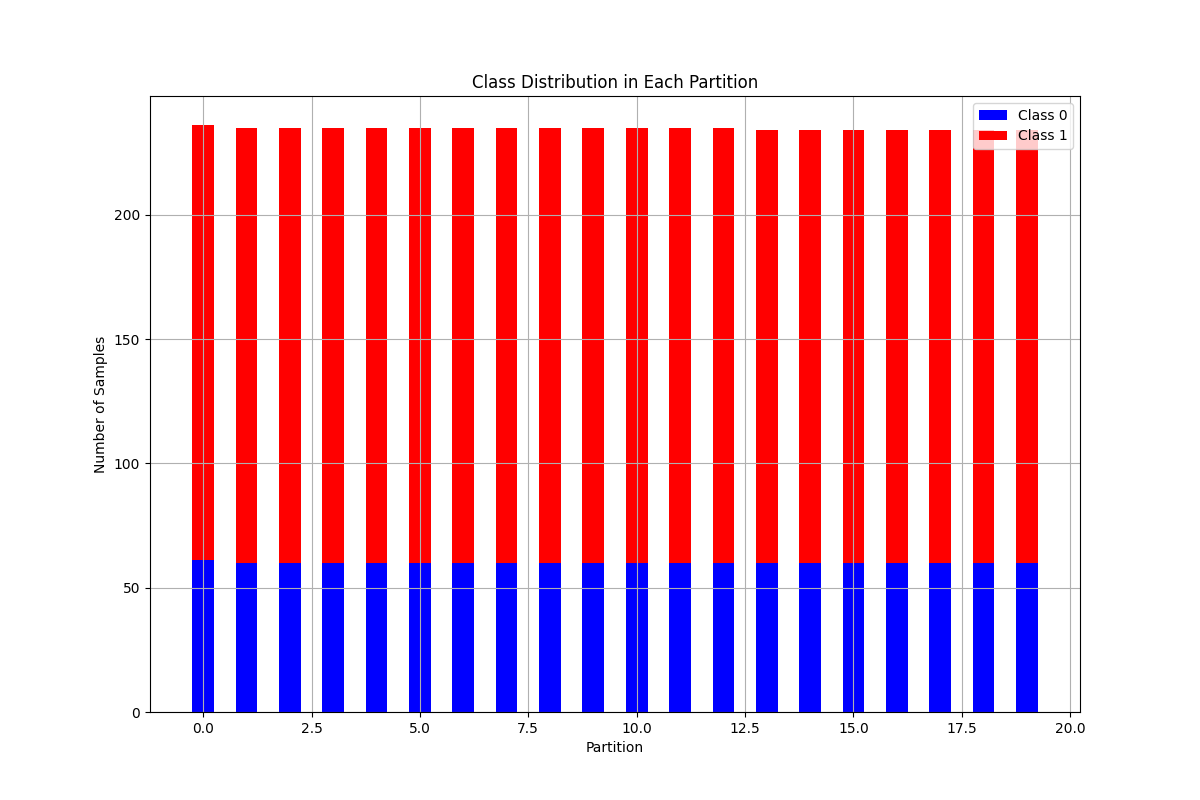 Class Distribution in Each Partition
Class 0
Class 1
Number of Samples
200
150
100
50
0
0.0 2.5 5.0 7.5 10.0 12.5 15.0 17.5 20.0
Partition